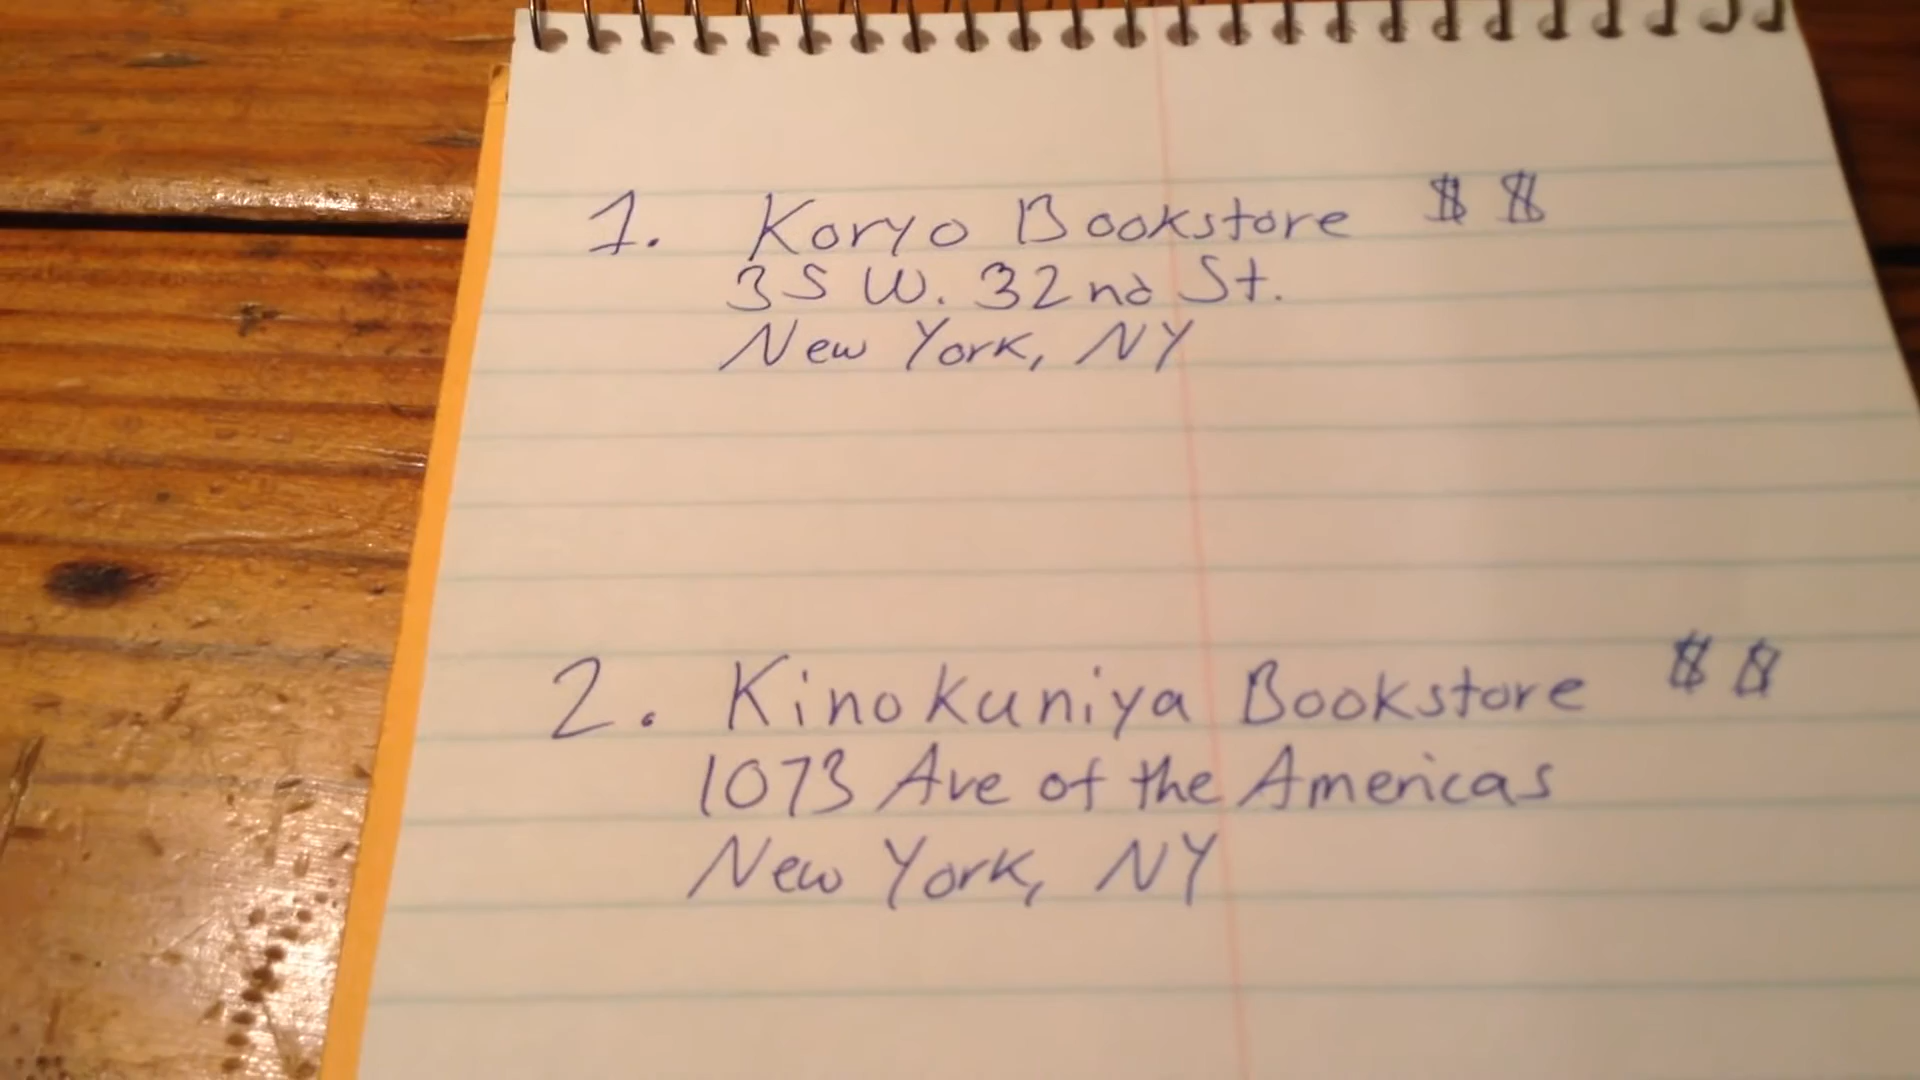 1. Koryo Bookstore $ $
35 W. 32nd St.
New York, NY
2. Kinokuniya Bookstore $ $
1073 Ave of the Americas
New York, NY